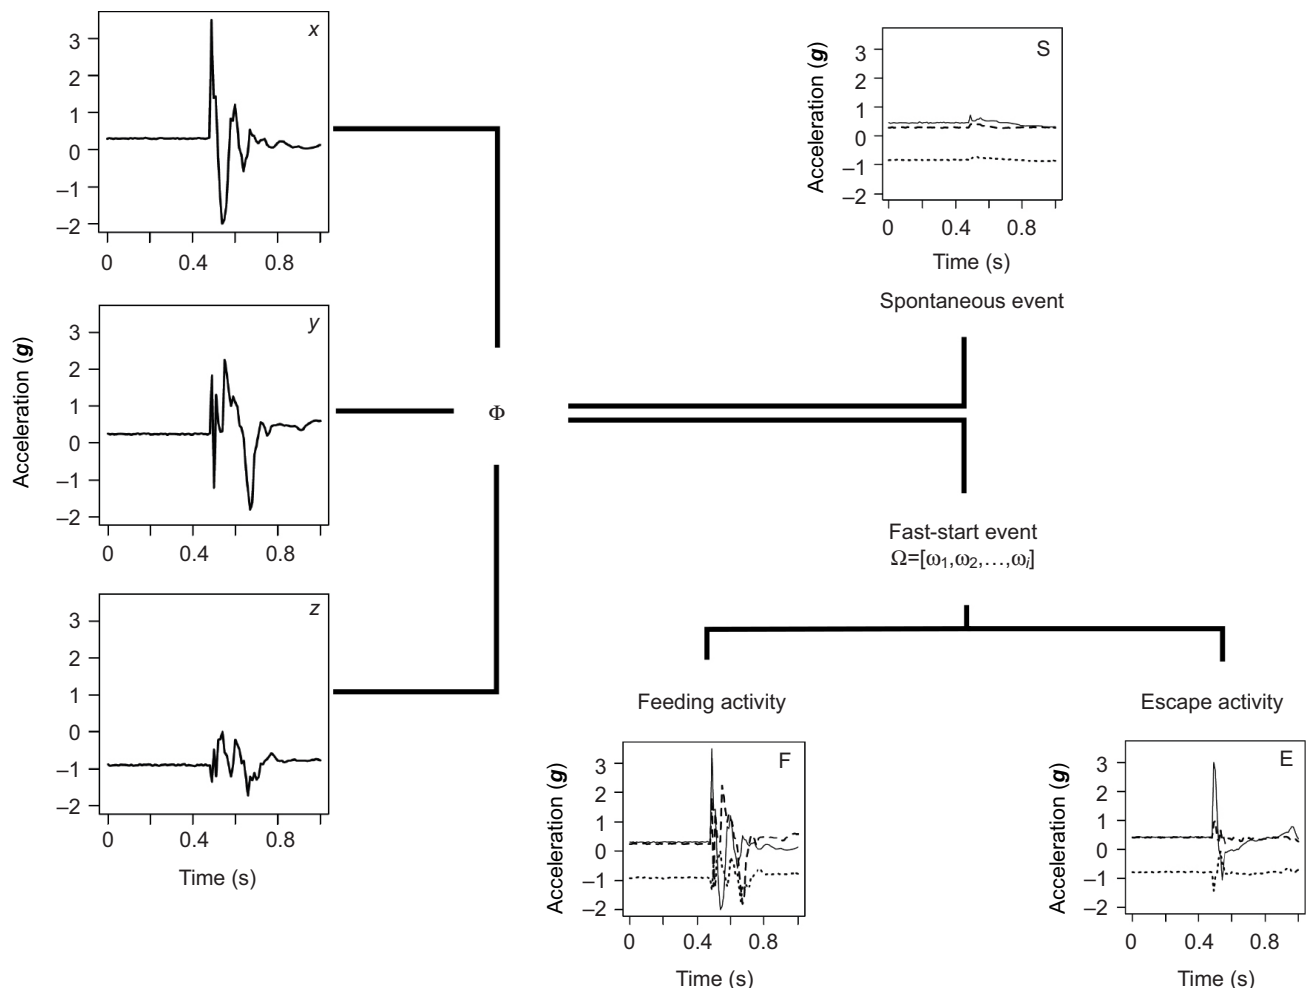 x
3
2
1
0
–1
–2
0 0.4 0.8
y
3
2
1
0
–1
–2
0 0.4 0.8
Acceleration (g)
z
3
2
1
0
–1
–2
0 0.4 0.8
Time (s)
Φ
S
3
2
1
0
–1
–2
0 0.4 0.8
Acceleration (g)
Time (s)
Spontaneous event
Fast-start event
Ω=[ω1,ω2,…,ωi]
Feeding activity
F
3
2
1
0
–1
–2
0 0.4 0.8
Acceleration (g)
Time (s)
Escape activity
E
3
2
1
0
–1
–2
0 0.4 0.8
Acceleration (g)
Time (s)